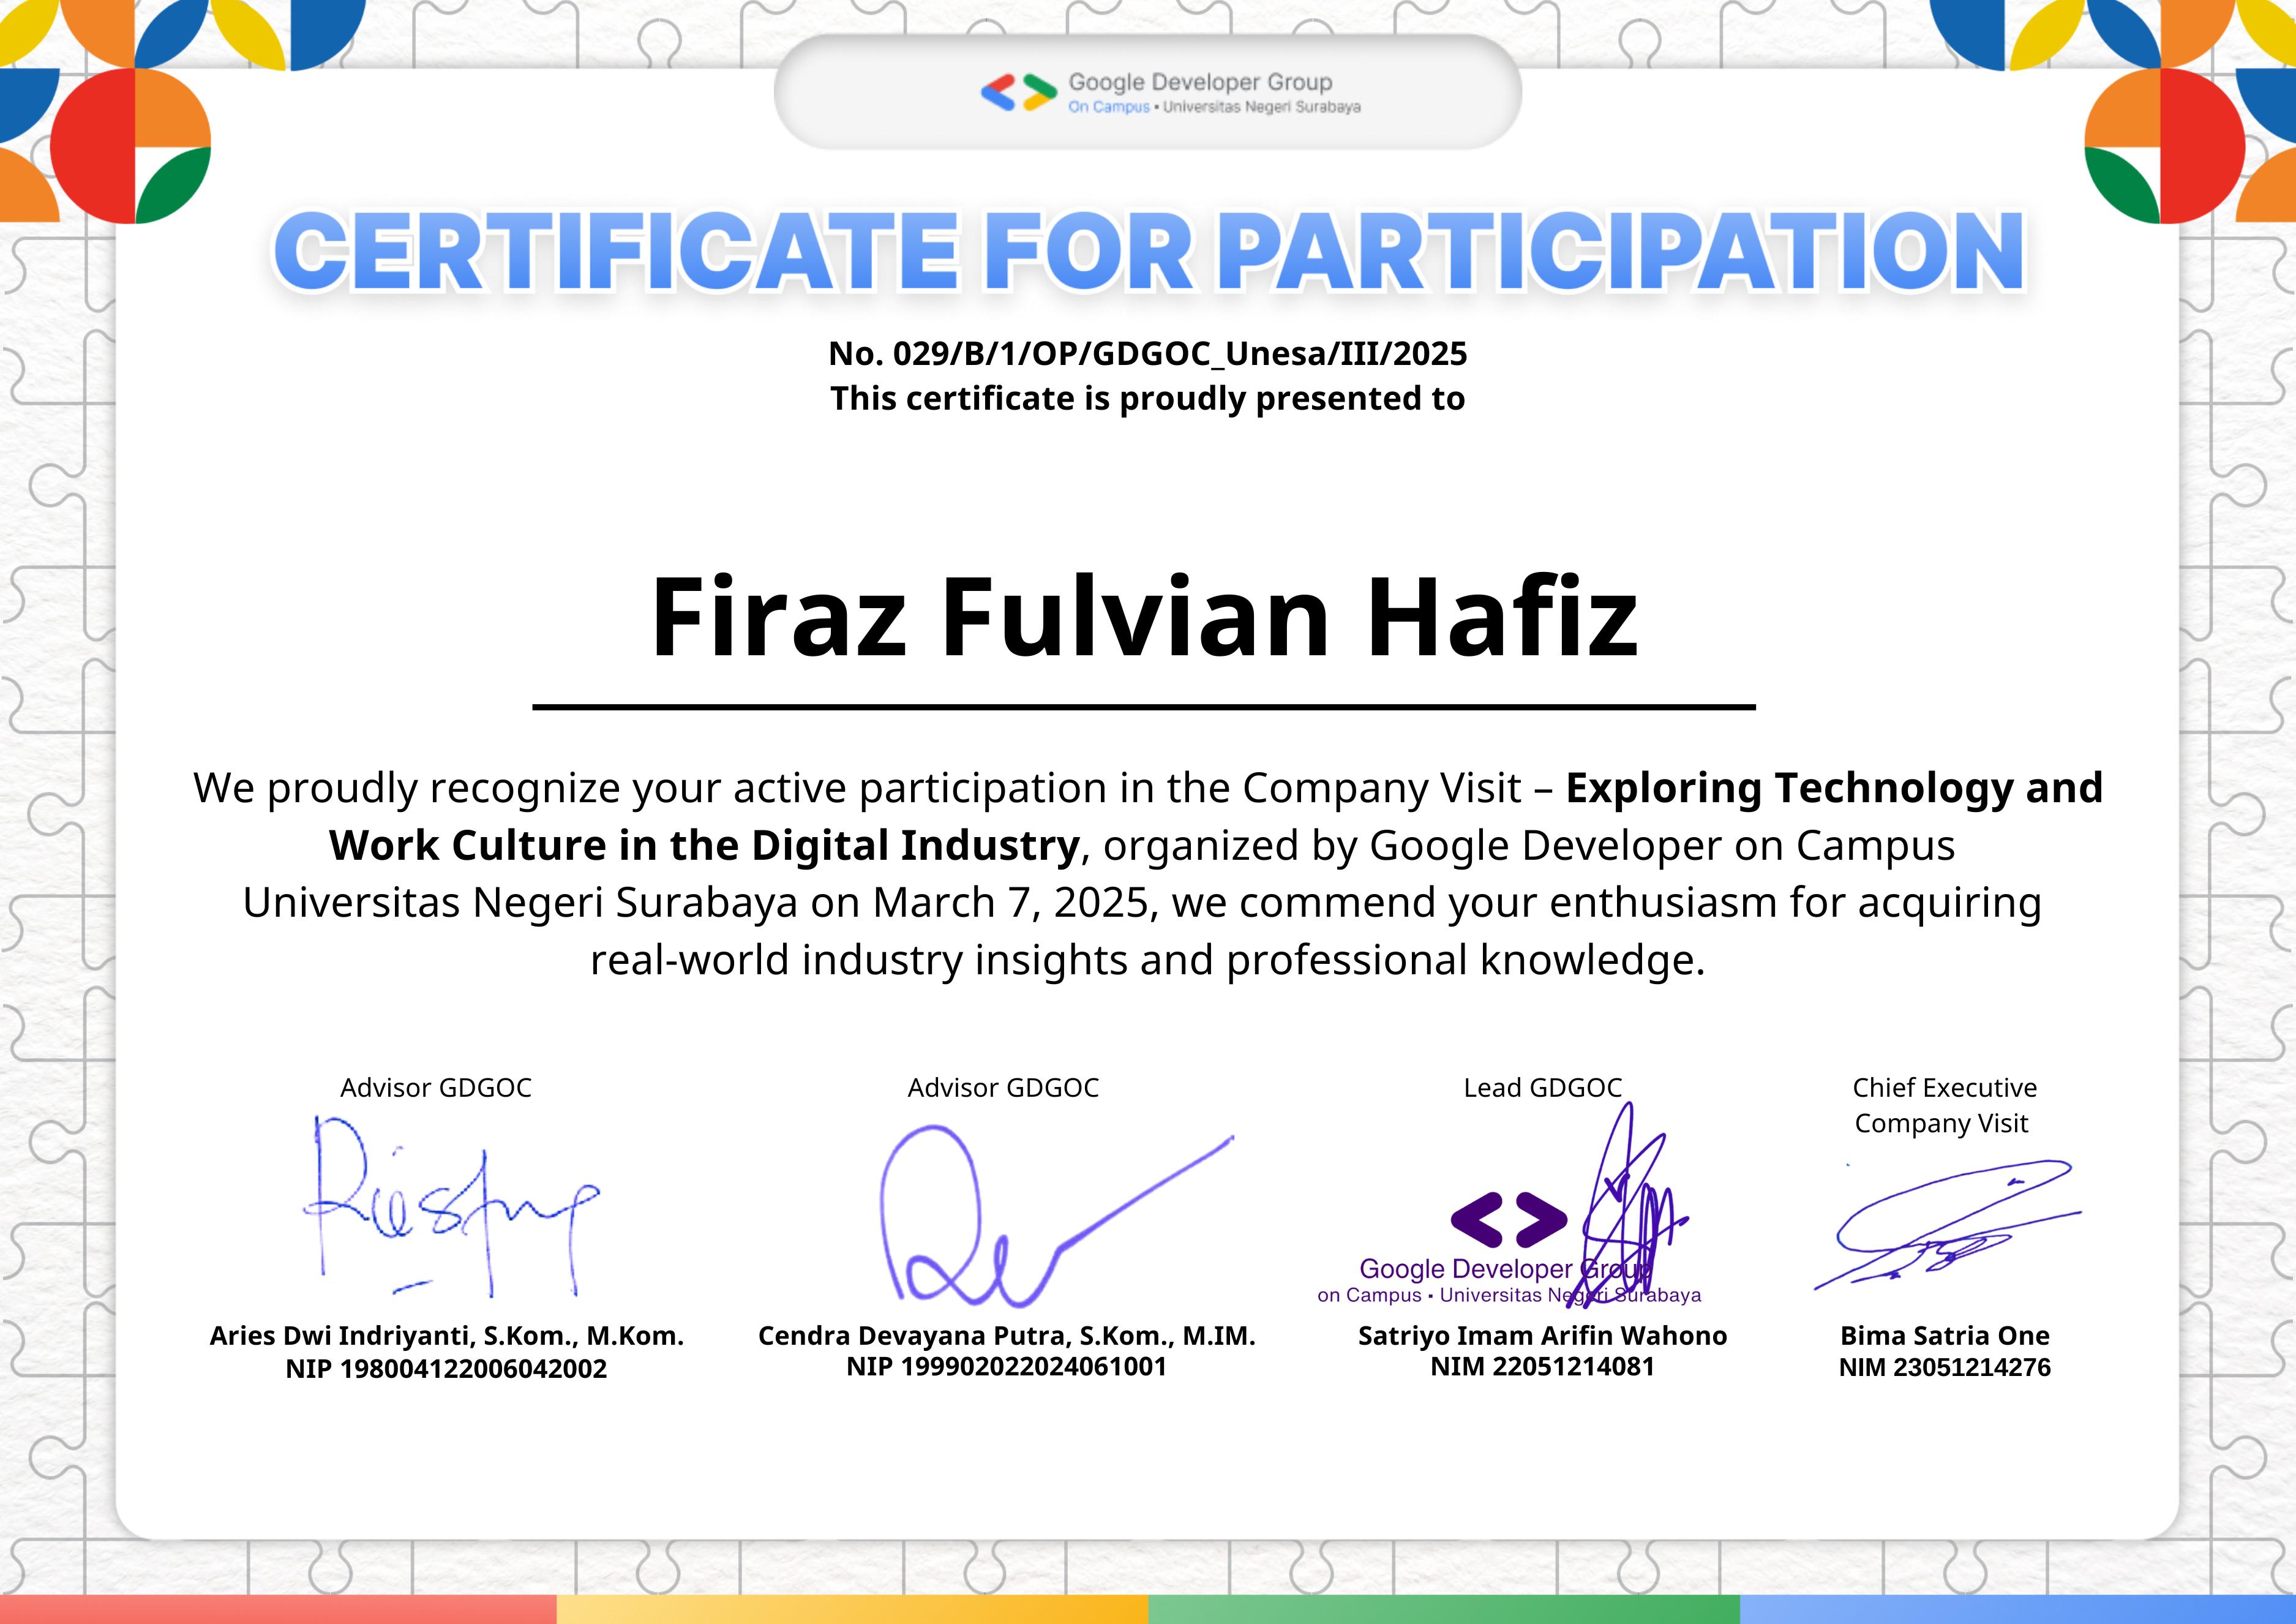 Google Developer Group
On Campus • Universitas Negeri Surabaya
CERTIFICATE FOR PARTICIPATION
No. 029/B/1/OP/GDGOC_Unesa/III/2025
This certificate is proudly presented to
Firaz Fulvian Hafiz
We proudly recognize your active participation in the Company Visit – Exploring Technology and
Work Culture in the Digital Industry, organized by Google Developer on Campus
Universitas Negeri Surabaya on March 7, 2025, we commend your enthusiasm for acquiring
real-world industry insights and professional knowledge.
Advisor GDGOC
Aries Dwi Indriyanti, S.Kom., M.Kom.
NIP 198004122006042002
Advisor GDGOC
Cendra Devayana Putra, S.Kom., M.IM.
NIP 199902022024061001
Lead GDGOC
Google Developer Group
on Campus • Universitas Negeri Surabaya
Satriyo Imam Arifin Wahono
NIM 22051214081
Chief Executive
Company Visit
Bima Satria One
NIM 23051214276